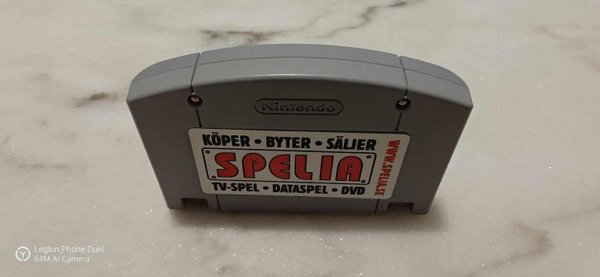 Nintendo
KÖPER • BYTER • SÄLJER
SPELIA
TV-SPEL • DATASPEL • DVD
WWW.SPELIA.SE
Legion Phone Duel
64M AI Camera